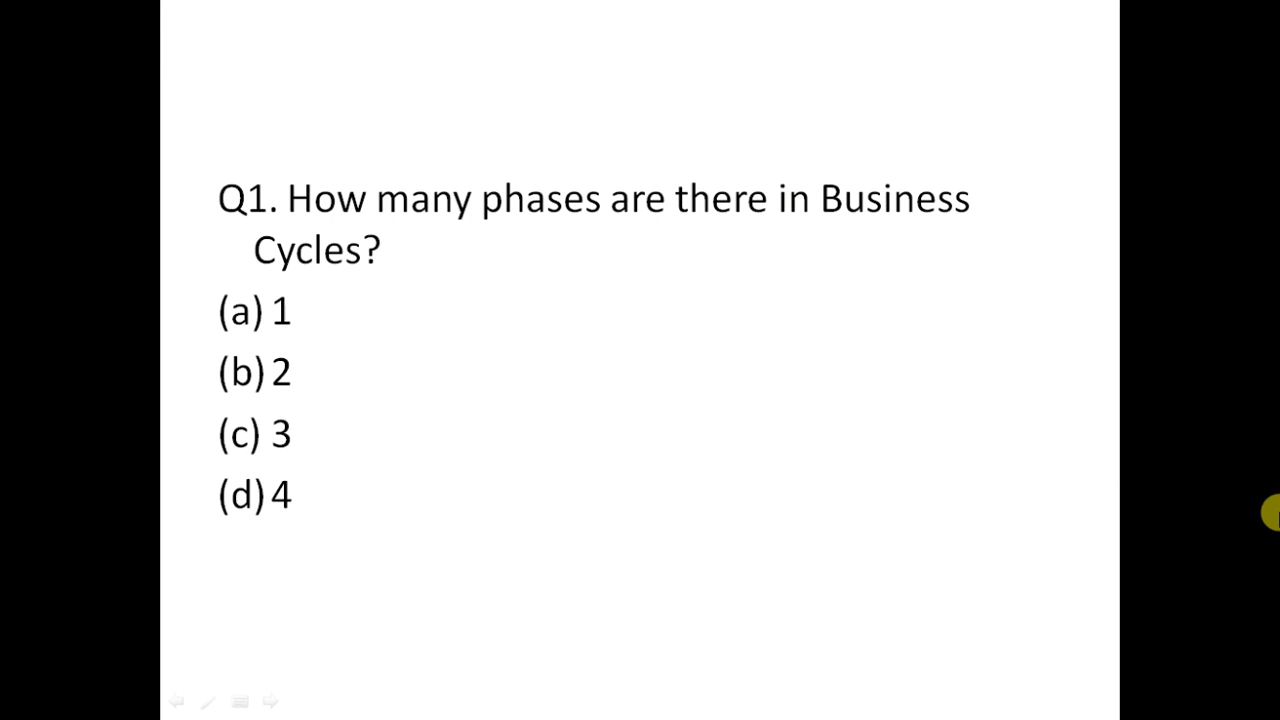 Q1. How many phases are there in Business
Cycles?
(a) 1
(b) 2
(c) 3
(d) 4